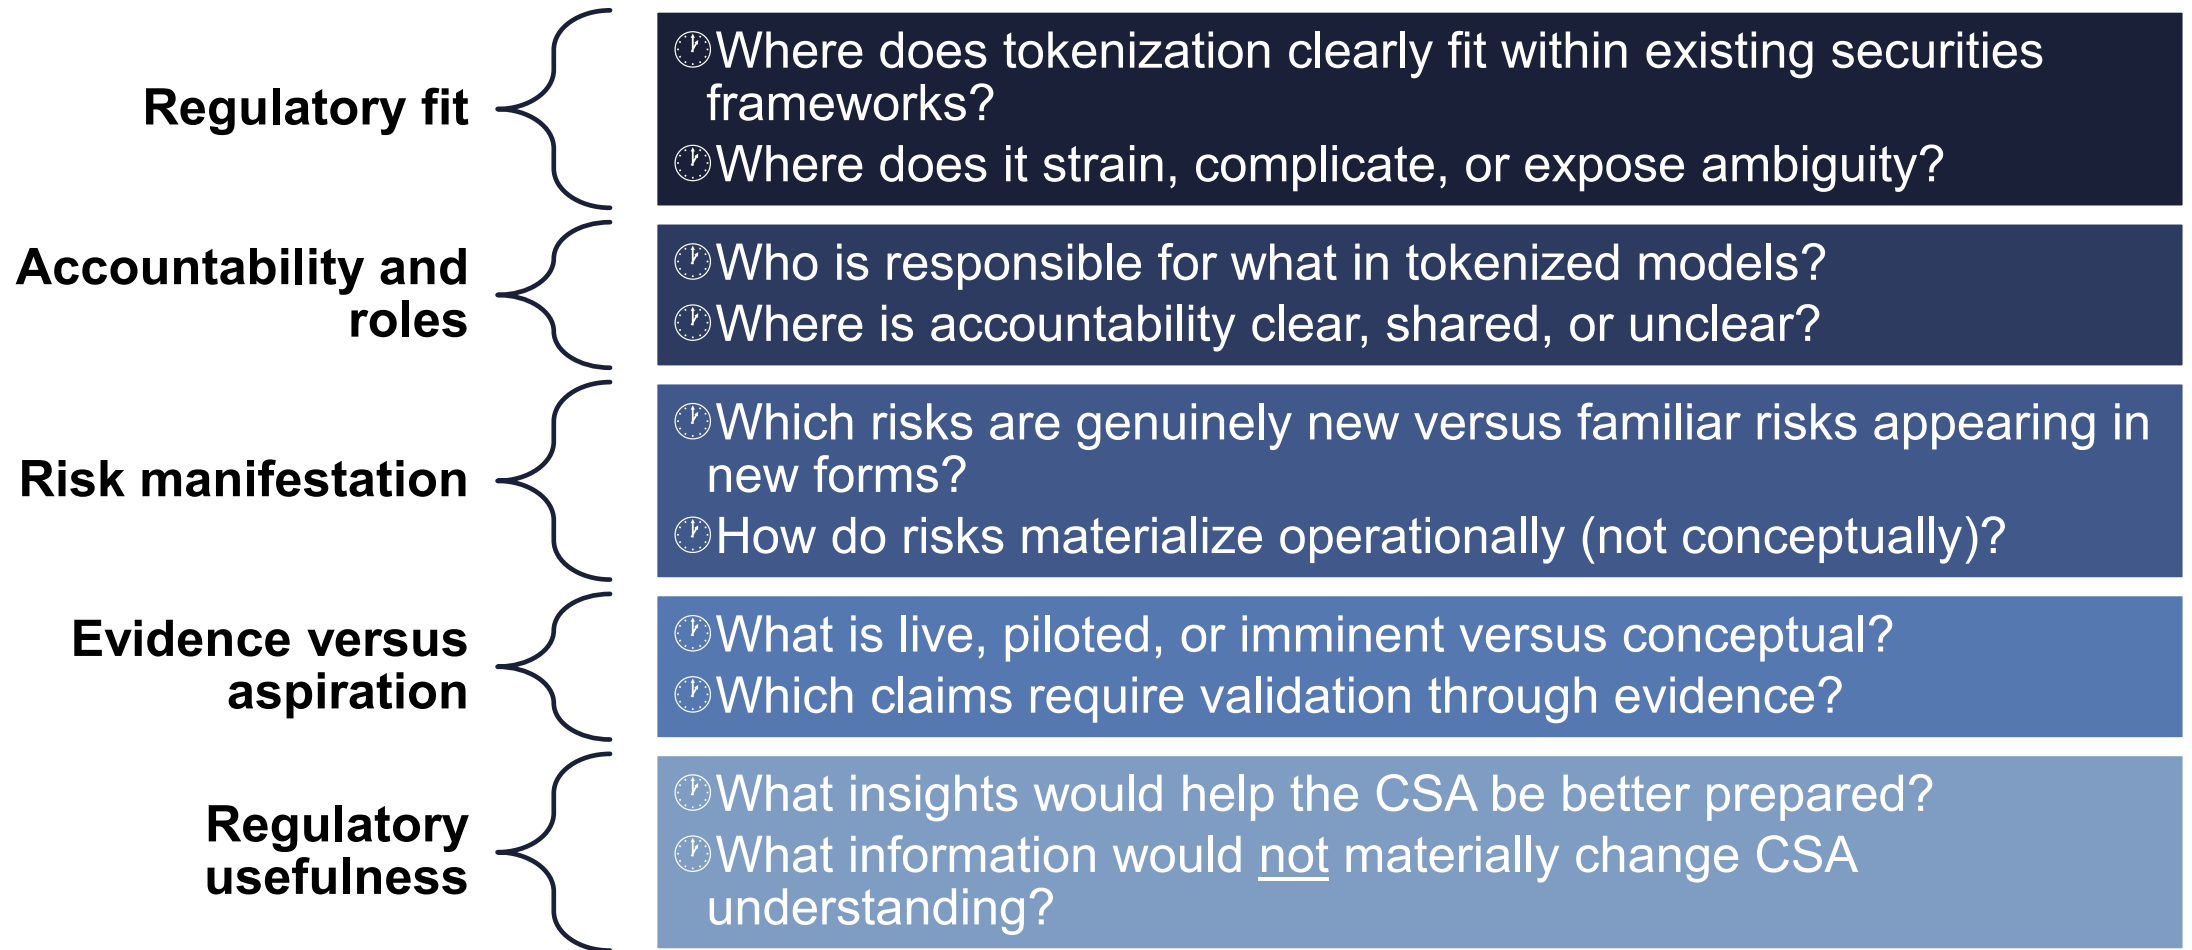 Regulatory fit
🕐Where does tokenization clearly fit within existing securities
frameworks?
🕐Where does it strain, complicate, or expose ambiguity?
Accountability and
roles
🕐Who is responsible for what in tokenized models?
🕐Where is accountability clear, shared, or unclear?
Risk manifestation
🕐Which risks are genuinely new versus familiar risks appearing in
new forms?
🕐How do risks materialize operationally (not conceptually)?
Evidence versus
aspiration
🕐What is live, piloted, or imminent versus conceptual?
🕐Which claims require validation through evidence?
Regulatory
usefulness
🕐What insights would help the CSA be better prepared?
🕐What information would not materially change CSA
understanding?